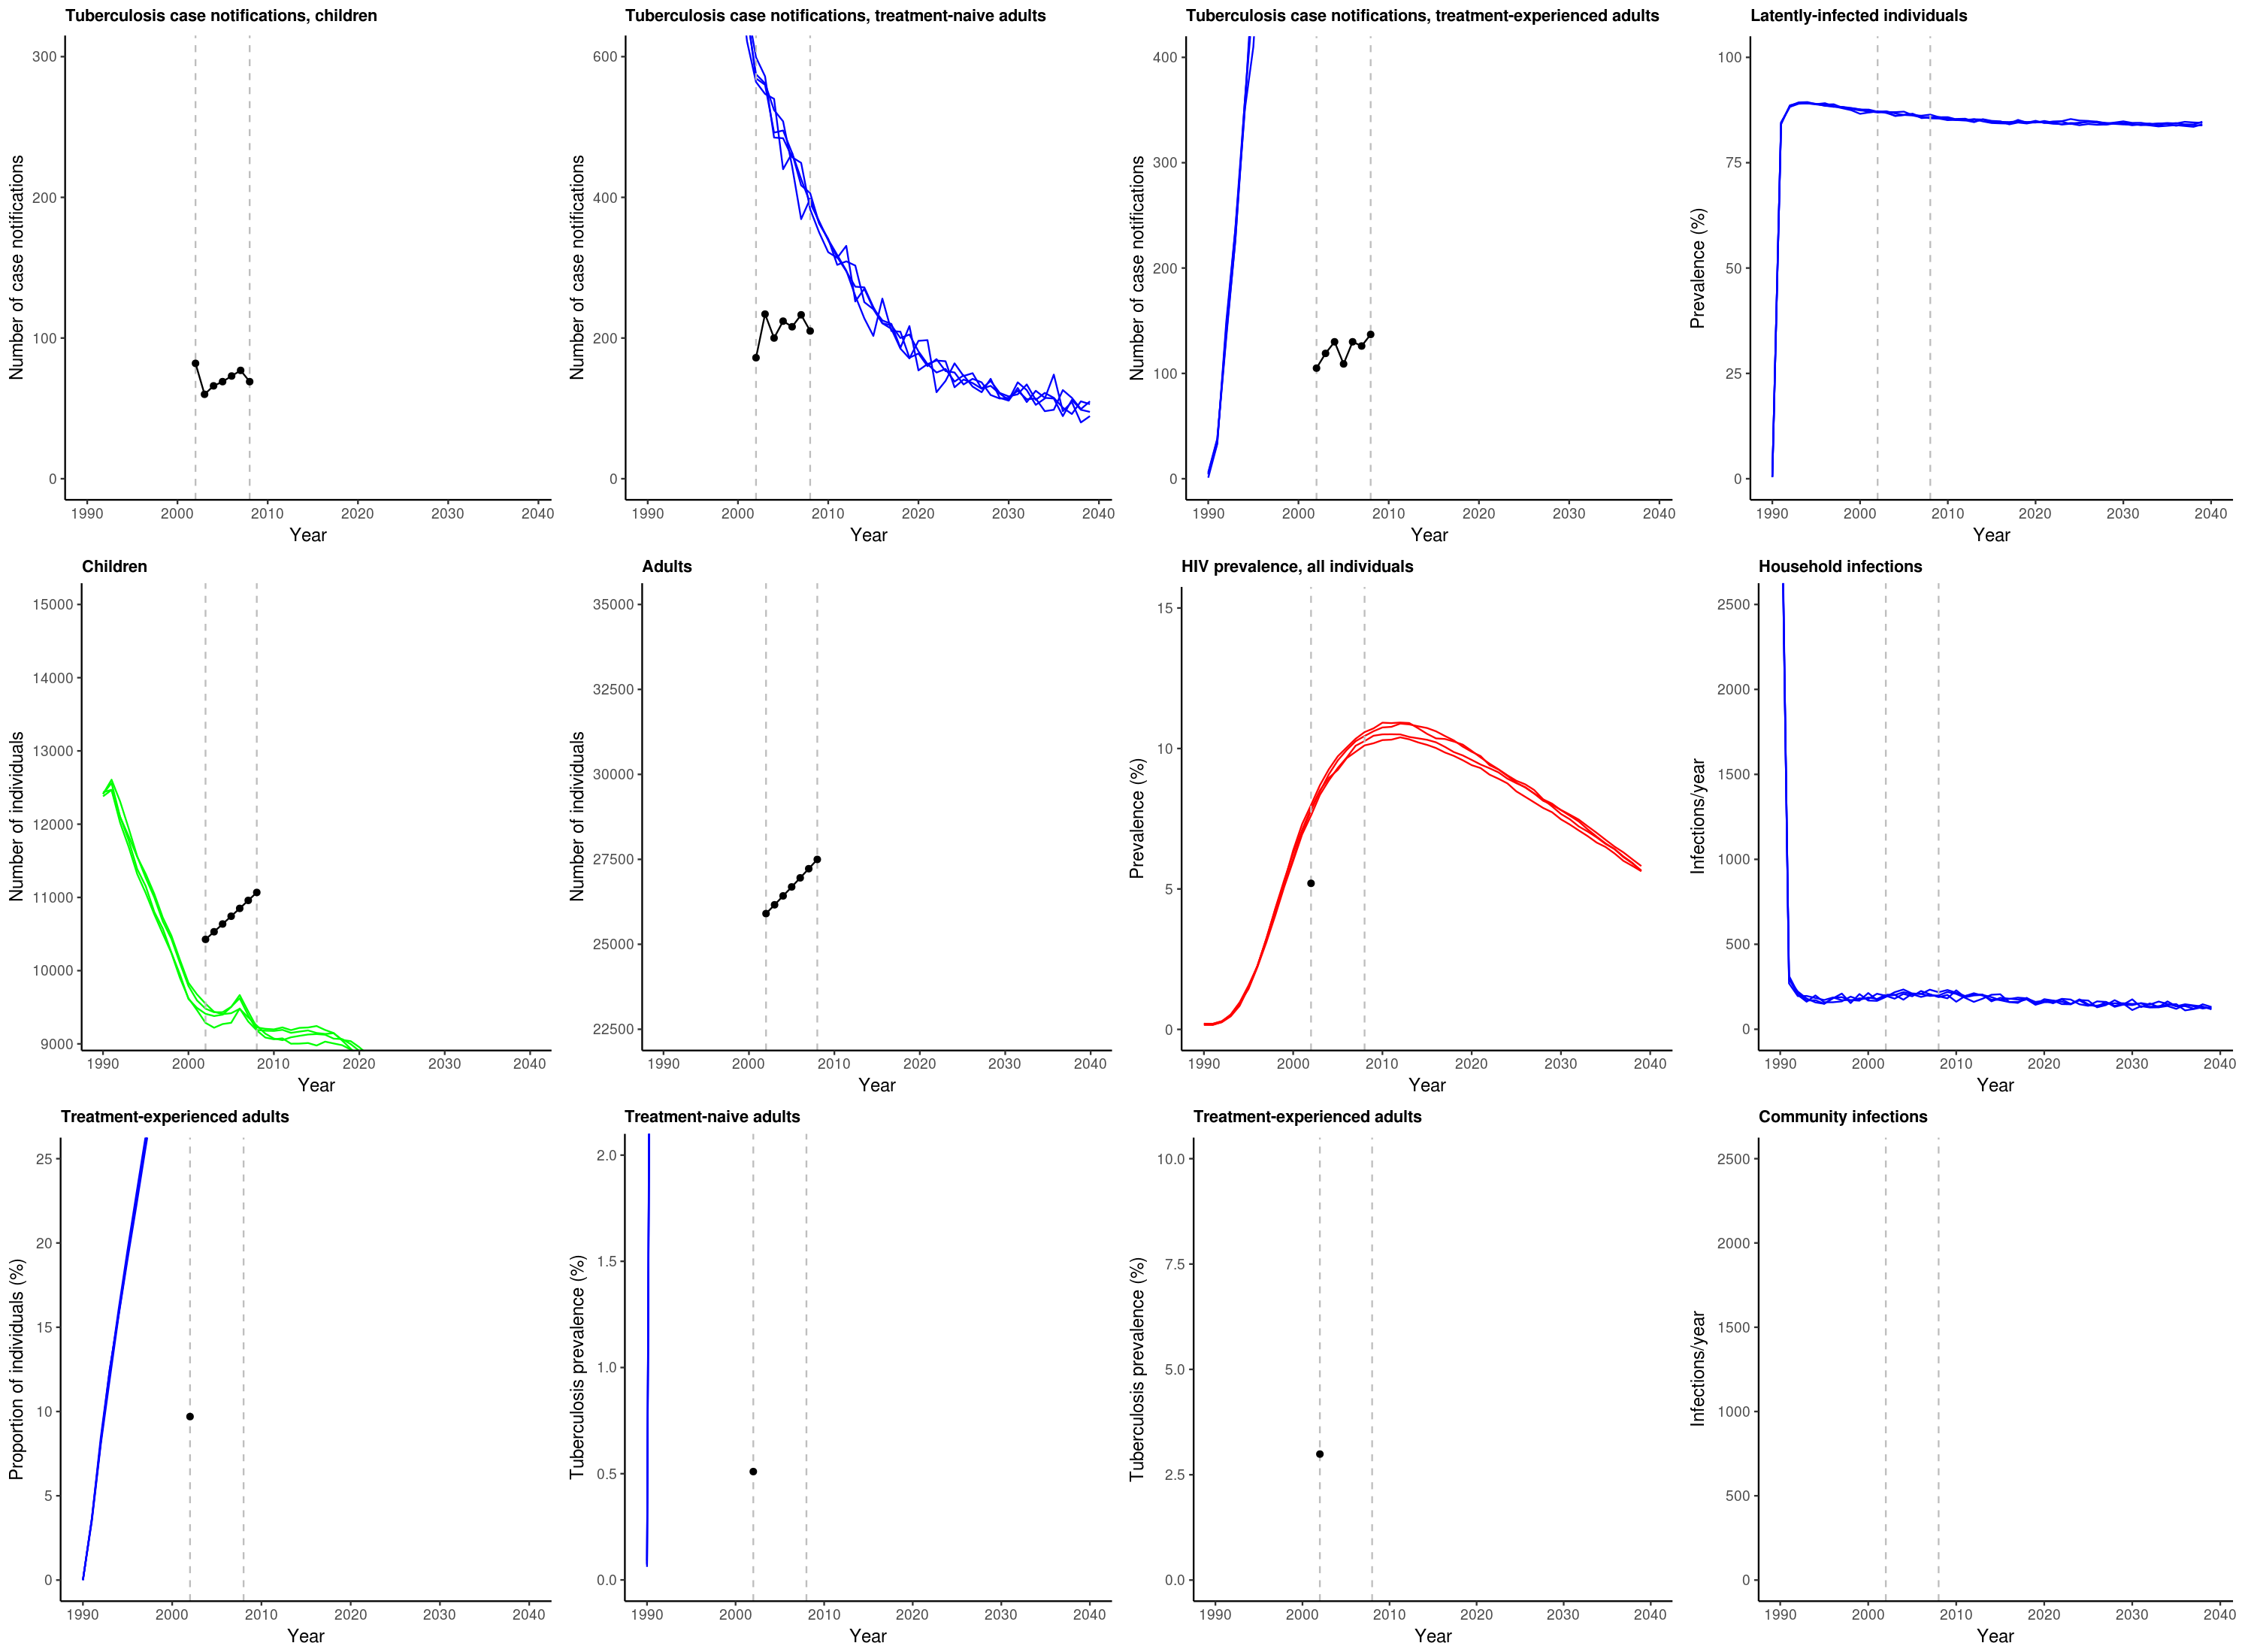 Tuberculosis case notifications, children
Number of case notifications
300
200
100
0
1990 2000 2010 2020 2030 2040
Year
Tuberculosis case notifications, treatment-naive adults
Number of case notifications
600
400
200
0
1990 2000 2010 2020 2030 2040
Year
Tuberculosis case notifications, treatment-experienced adults
Number of case notifications
400
300
200
100
0
1990 2000 2010 2020 2030 2040
Year
Latently-infected individuals
Prevalence (%)
100
75
50
25
0
1990 2000 2010 2020 2030 2040
Year
Children
Number of individuals
15000
14000
13000
12000
11000
10000
9000
1990 2000 2010 2020 2030 2040
Year
Adults
Number of individuals
35000
32500
30000
27500
25000
22500
1990 2000 2010 2020 2030 2040
Year
HIV prevalence, all individuals
Prevalence (%)
15
10
5
0
1990 2000 2010 2020 2030 2040
Year
Household infections
Infections/year
2500
2000
1500
1000
500
0
1990 2000 2010 2020 2030 2040
Year
Treatment-experienced adults
Proportion of individuals (%)
25
20
15
10
5
0
1990 2000 2010 2020 2030 2040
Year
Treatment-naive adults
Tuberculosis prevalence (%)
2.0
1.5
1.0
0.5
0.0
1990 2000 2010 2020 2030 2040
Year
Treatment-experienced adults
Tuberculosis prevalence (%)
10.0
7.5
5.0
2.5
0.0
1990 2000 2010 2020 2030 2040
Year
Community infections
Infections/year
2500
2000
1500
1000
500
0
1990 2000 2010 2020 2030 2040
Year